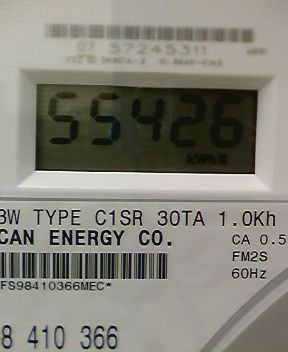 07 57245311
55426
kWh
3W TYPE C1SR 30TA 1.0Kh
CAN ENERGY CO.
CA 0.5
FM2S
60Hz
FS98410366MEC*
8 410 366